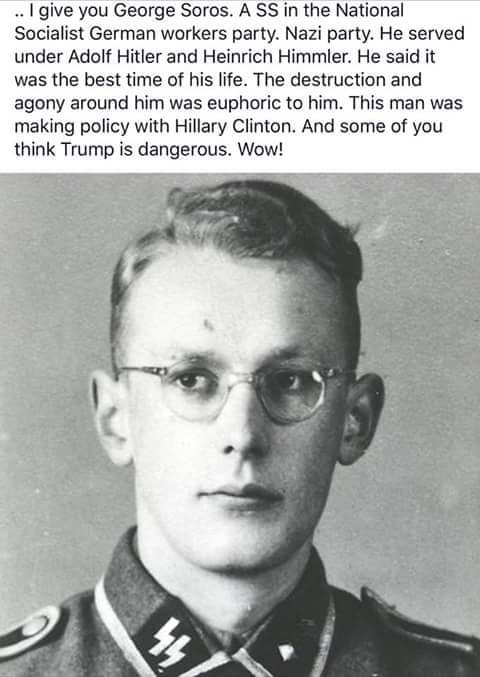 .. I give you George Soros. A SS in the National
Socialist German workers party. Nazi party. He served
under Adolf Hitler and Heinrich Himmler. He said it
was the best time of his life. The destruction and
agony around him was euphoric to him. This man was
making policy with Hillary Clinton. And some of you
think Trump is dangerous. Wow!